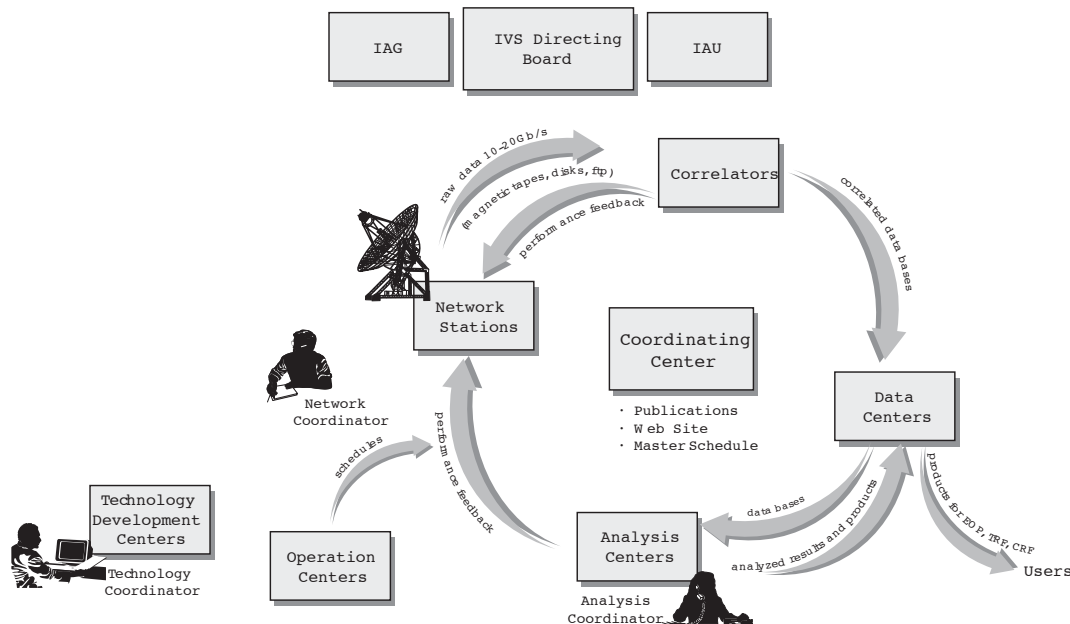 IAG
IVS Directing
Board
IAU
raw data 10-20Gb/s
(magnetic tapes, disks, ftp)
performance feedback
Correlators
correlated data bases
Network
Stations
Coordinating
Center
· Publications
· Web Site
· Master Schedule
Data
Centers
Network
Coordinator
schedules
performance feedback
data bases
analyzed results and products
products for EOP, TRF, CRF
Users
Technology
Development
Centers
Technology
Coordinator
Operation
Centers
Analysis
Centers
Analysis
Coordinator